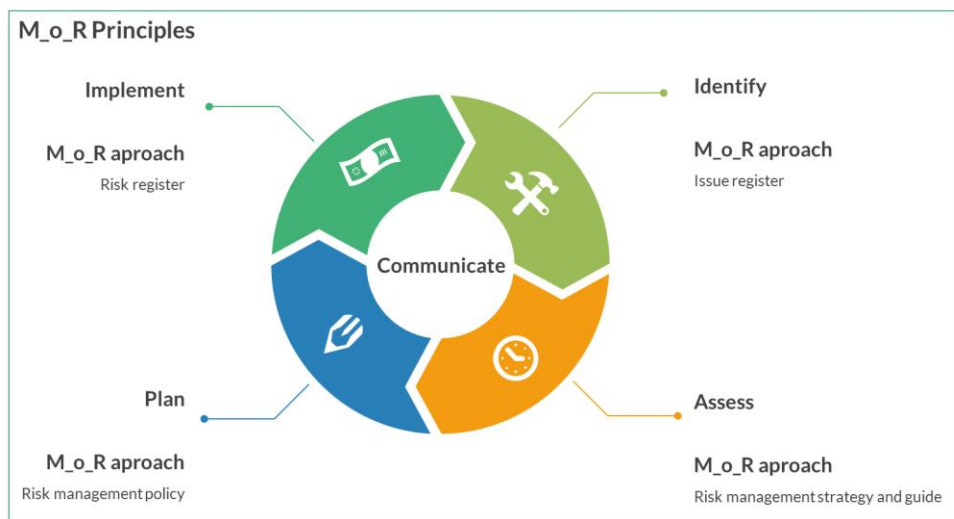 M_o_R Principles
Implement
M_o_R aproach
Risk register
Identify
M_o_R aproach
Issue register
Communicate
Plan
M_o_R aproach
Risk management policy
Assess
M_o_R aproach
Risk management strategy and guide